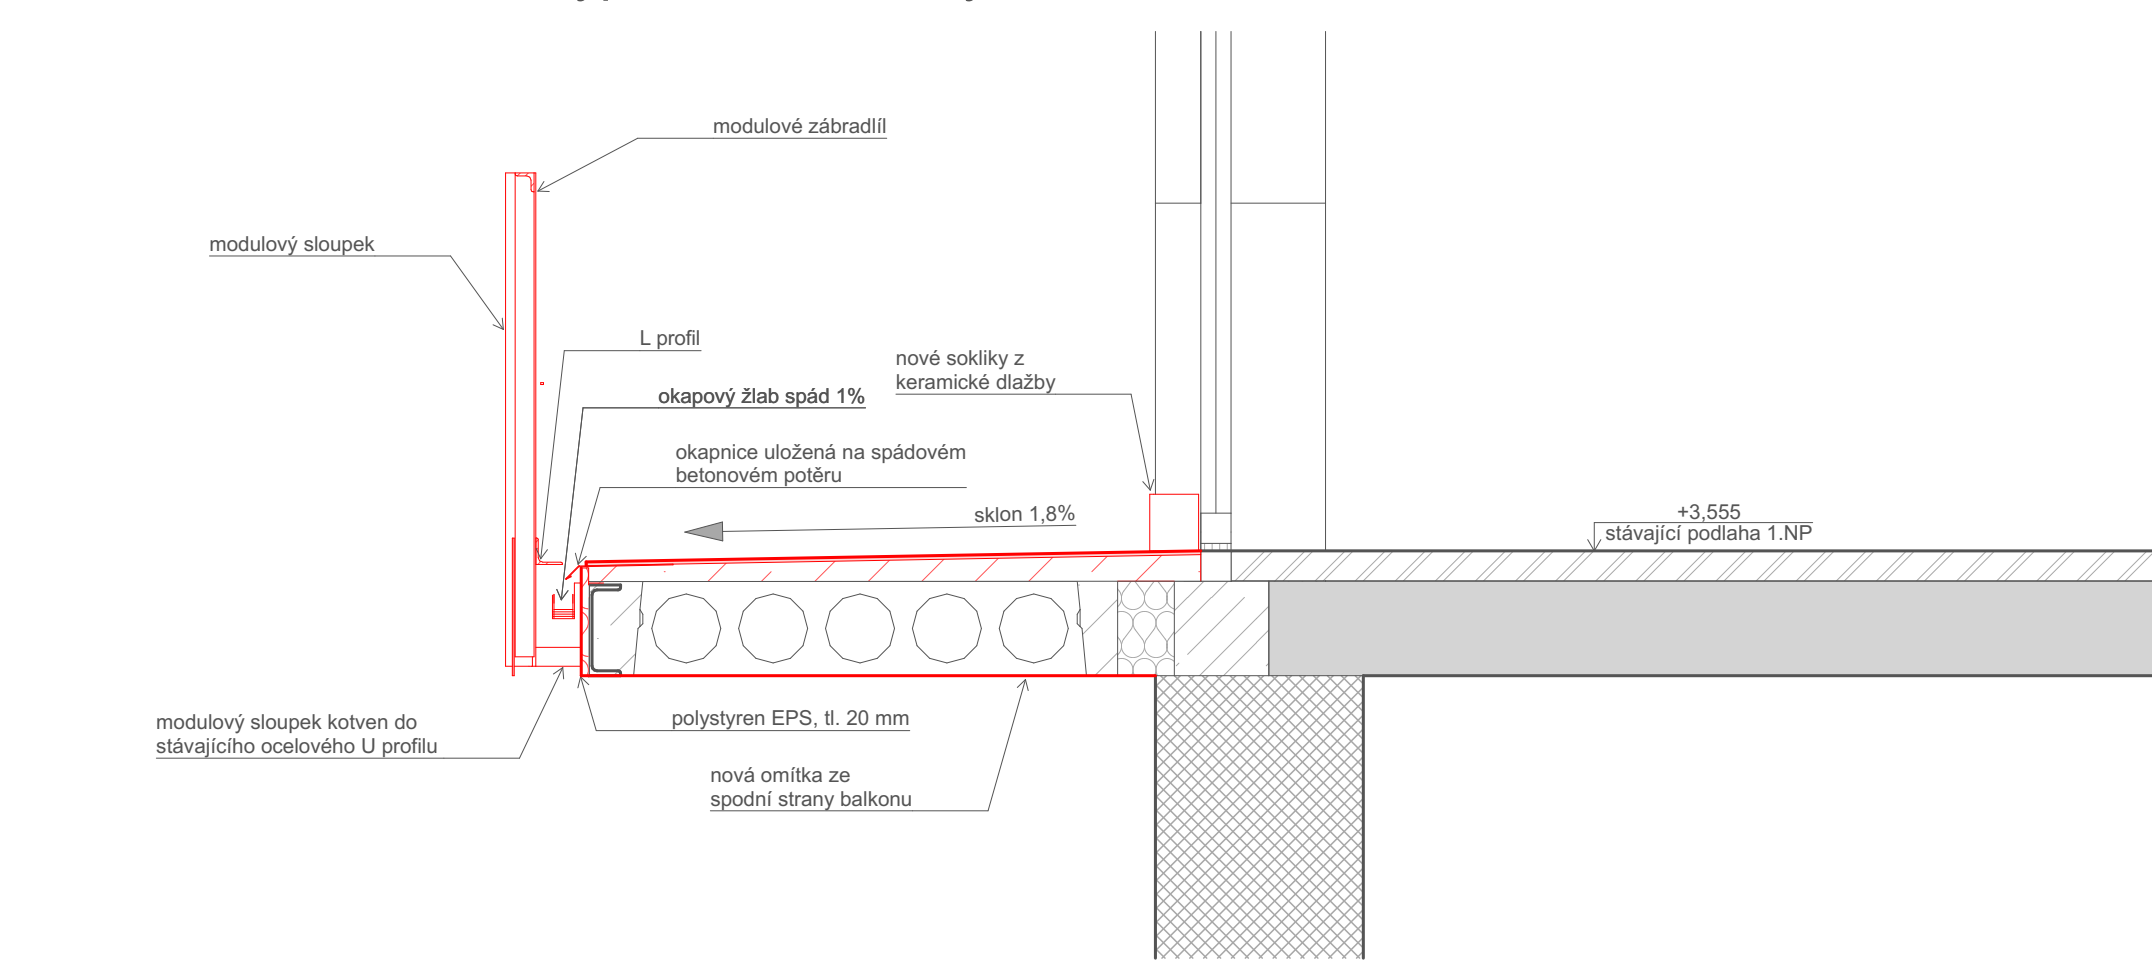 modulové zábradlíl
modulový sloupek
L profil
nové sokliky z
keramické dlažby
okapový žlab spád 1%
okapnice uložená na spádovém
betonovém potěru
sklon 1,8%
+3,555
stávající podlaha 1.NP
modulový sloupek kotven do
stávajícího ocelového U profilu
polystyren EPS, tl. 20 mm
nová omítka ze
spodní strany balkonu